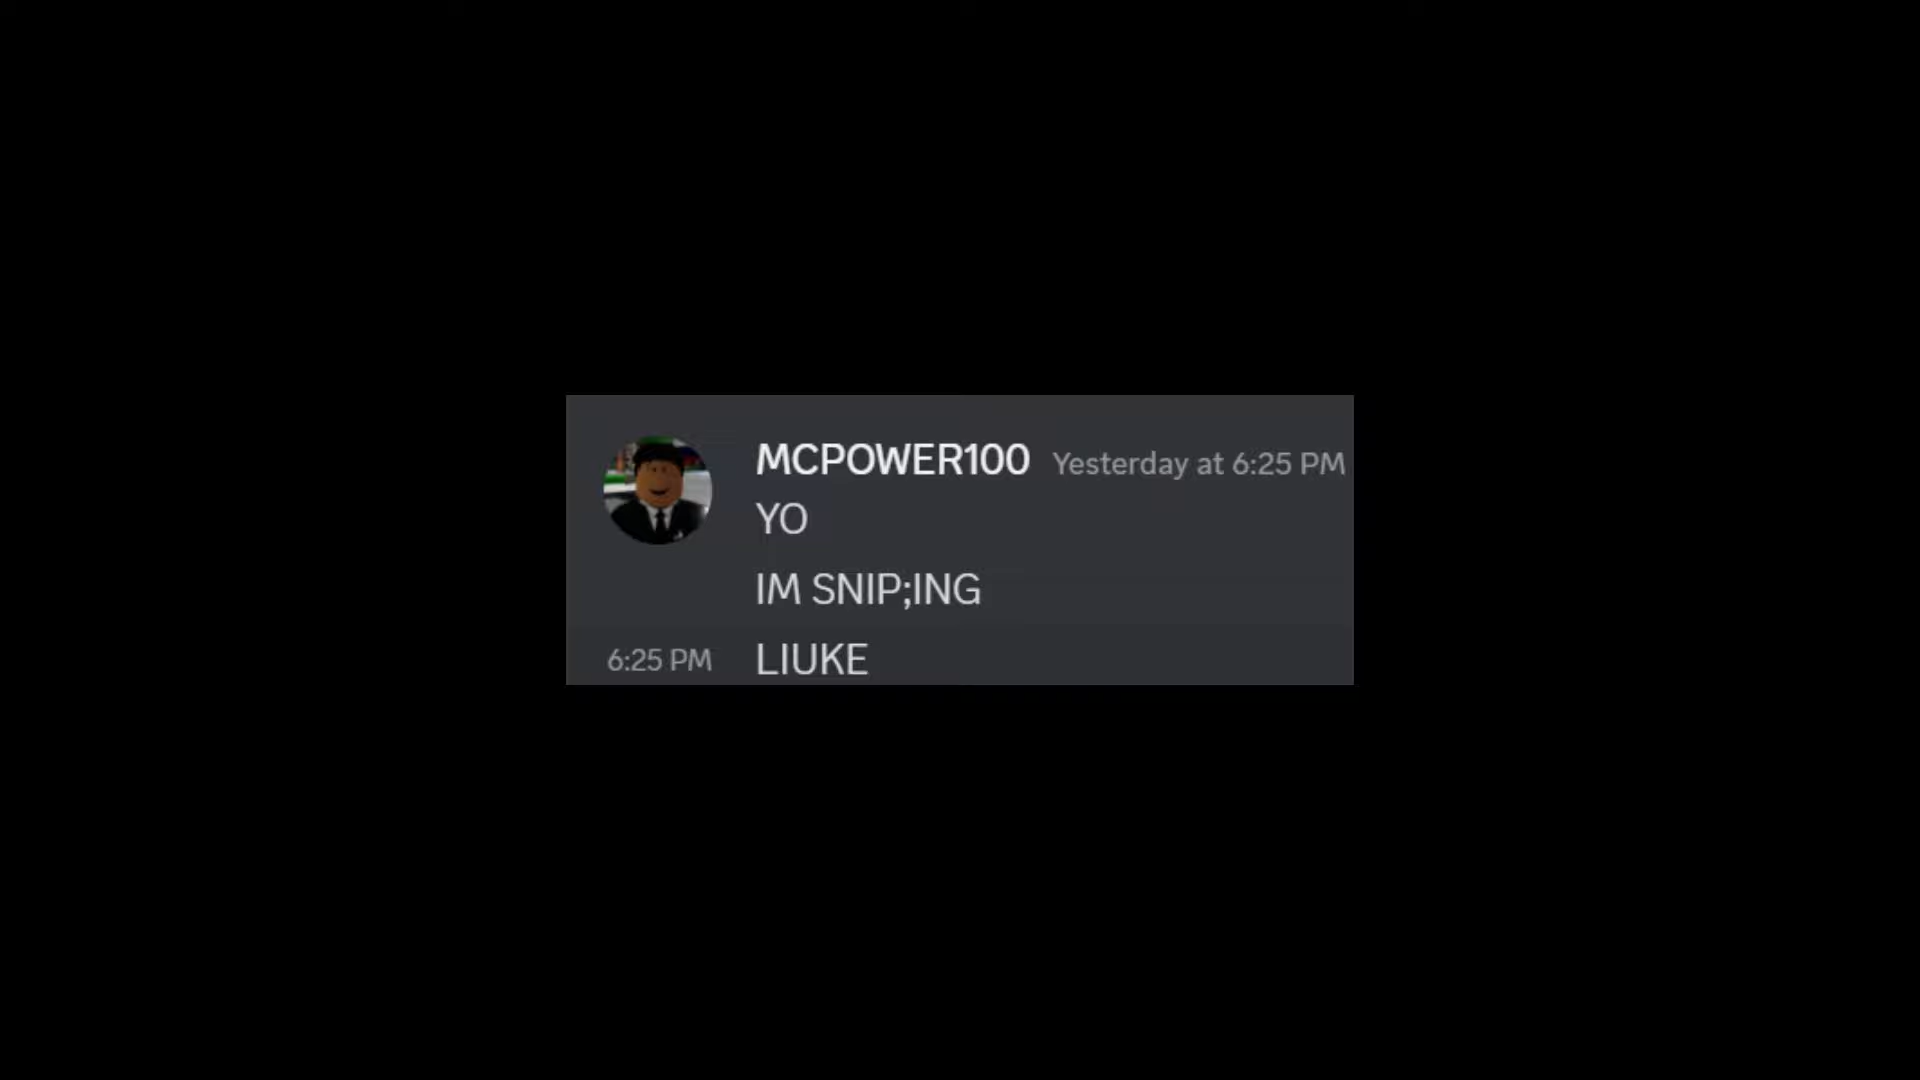 MCPOWER100 Yesterday at 6:25 PM
YO
IM SNIP;ING
6:25 PM LIUKE